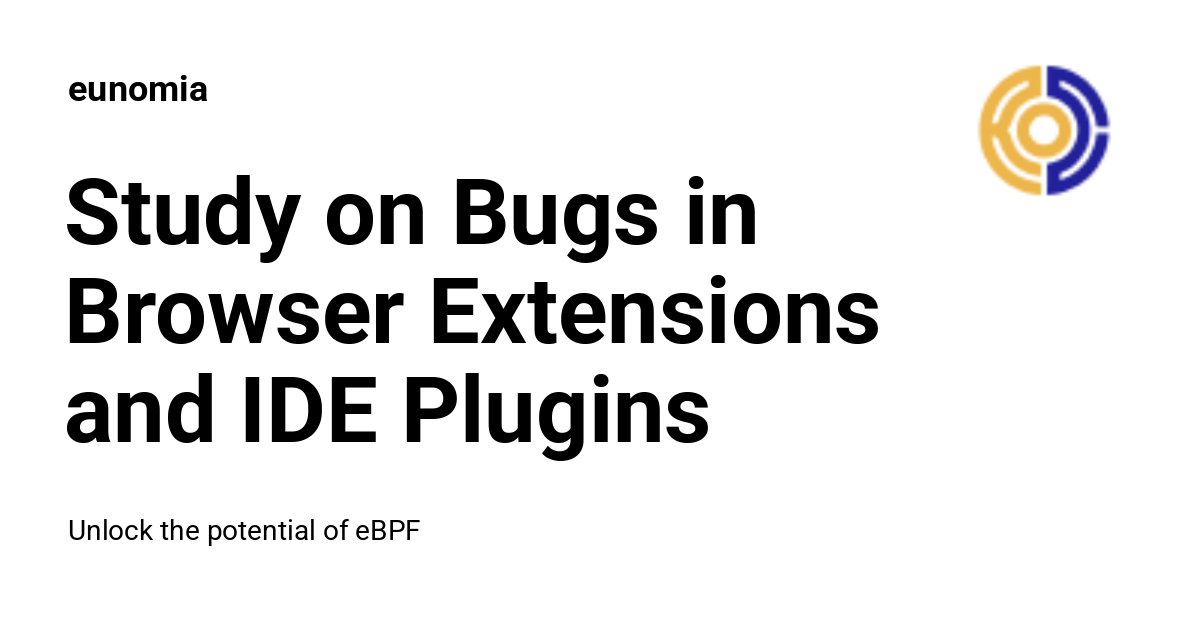 eunomia
Study on Bugs in
Browser Extensions
and IDE Plugins
Unlock the potential of eBPF